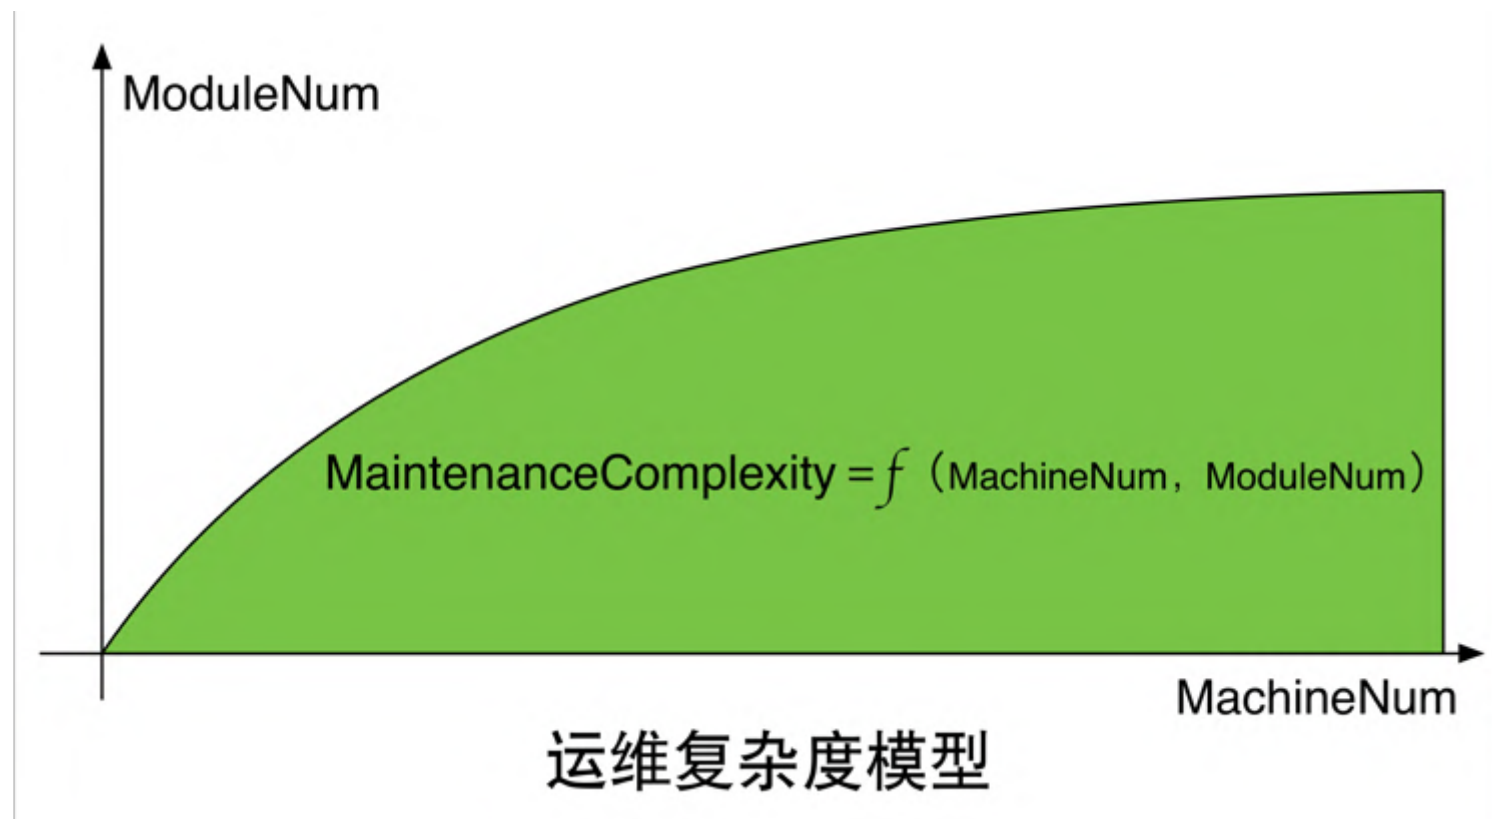 ModuleNum
MaintenanceComplexity = f（MachineNum，ModuleNum）
MachineNum
运维复杂度模型